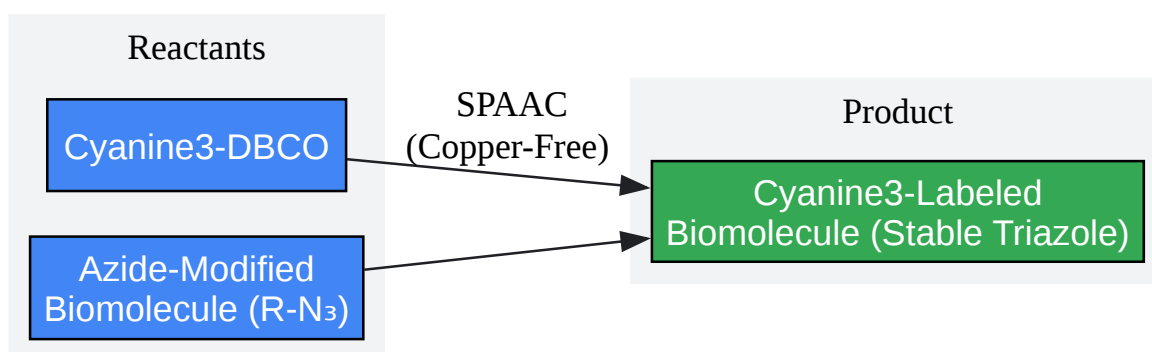 Reactants
Cyanine3-DBCO
Azide-Modified
Biomolecule (R-N₃)
SPAAC
(Copper-Free)
Product
Cyanine3-Labeled
Biomolecule (Stable Triazole)